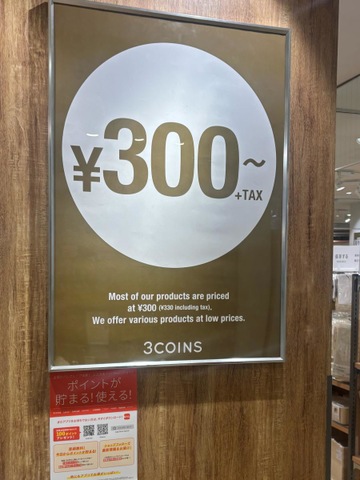 ¥300~
+TAX
Most of our products are priced
at ¥300 (¥330 including tax).
We offer various products at low prices.
3COINS
ポイントが
貯まる!使える!